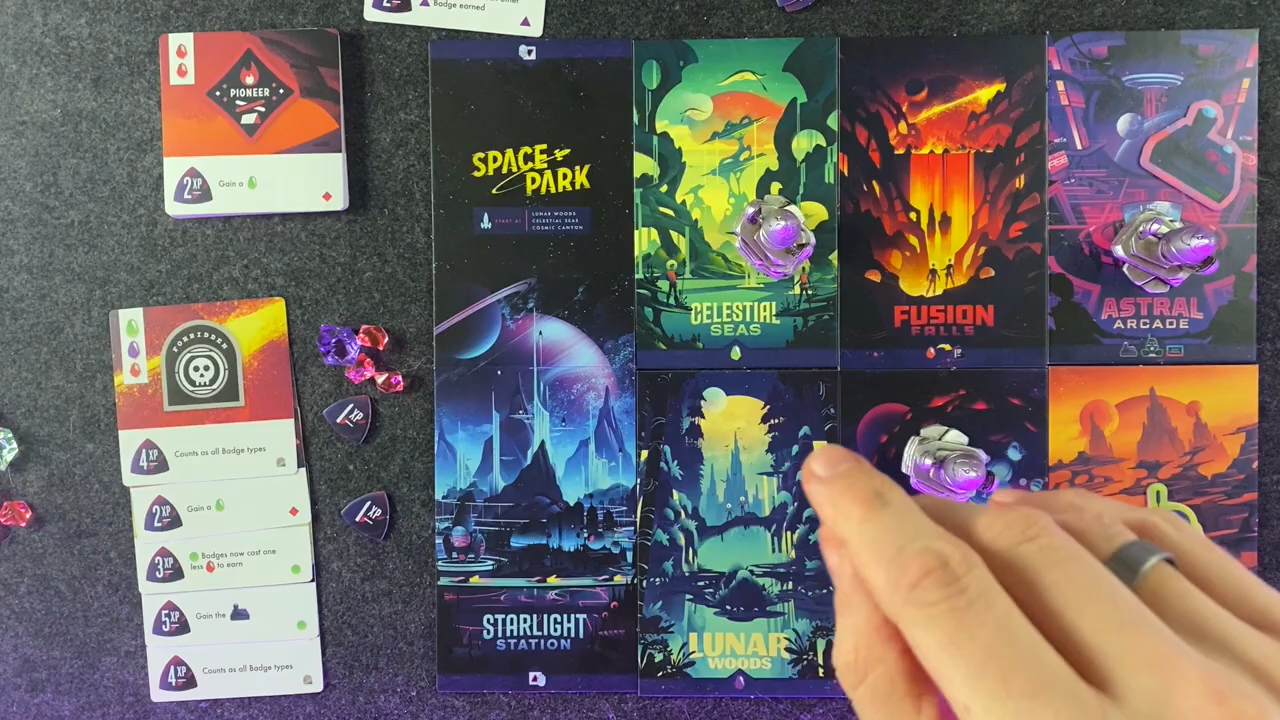 Badge earned
PIONEER
2XP
Gain a
SPACE
PARK
START AT
LUNAR WOODS
CELESTIAL SEAS
COSMIC CANYON
CELESTIAL
SEAS
FUSION
FALLS
ASTRAL
ARCADE
FORBIDDEN
4XP
Counts as all Badge types
2XP
Gain a
3XP
Badges now cost one
less to earn
5XP
Gain the
4XP
Counts as all Badge types
1XP
1XP
STARLIGHT
STATION
LUNAR
WOODS